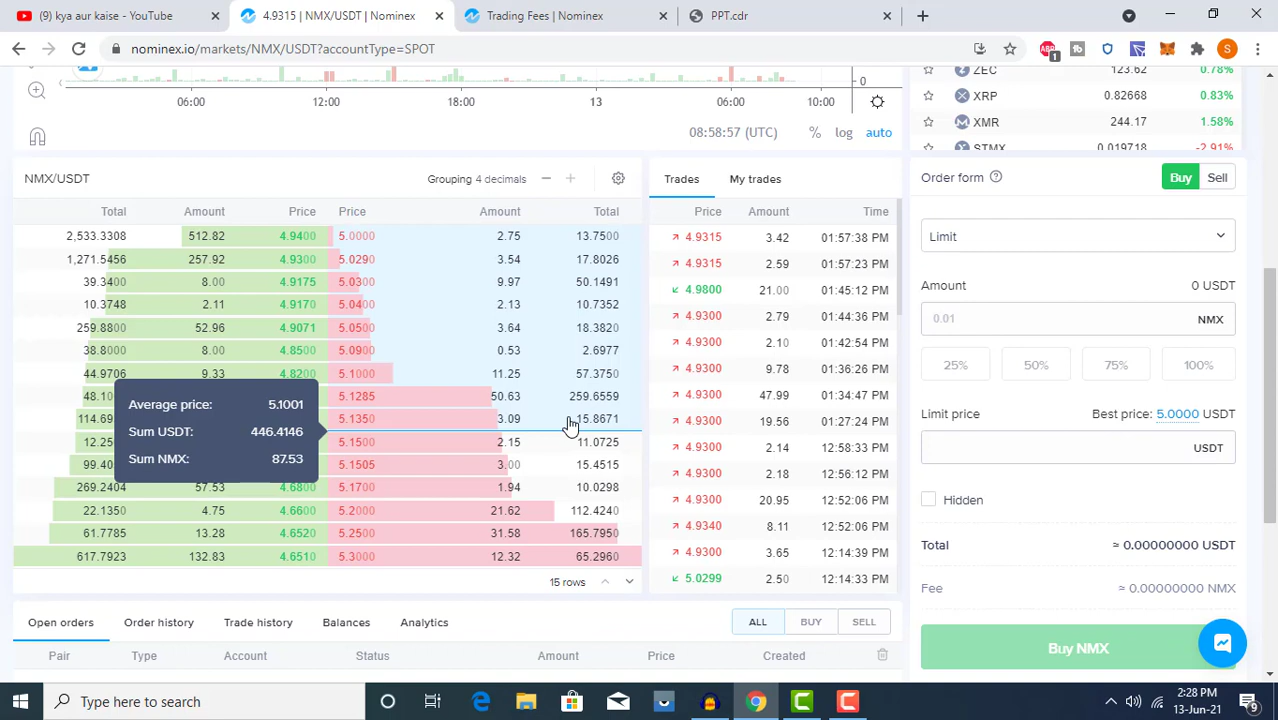 (1) kya aur kaise - YouTube
4.9315 | NMX/USDT | Nominex
Trading Fees | Nominex
PPT.cdr
nominex.io/markets/NMX/USDT?accountType=SPOT
1
S
06:00 12:00 18:00 13 06:00 10:00
0
08:58:57 (UTC) % log auto
ZEC 123.62 0.78%
XRP 0.82668 0.83%
XMR 244.17 1.58%
STMX 0.019718 -2.91%
NMX/USDT
Grouping 4 decimals
Total Amount Price Price Amount Total
2,533.3308 512.82 4.9400 5.0000 2.75 13.7500
1,271.5456 257.92 4.9300 5.0290 3.54 17.8026
39.3400 8.00 4.9175 5.0300 9.97 50.1491
10.3748 2.11 4.9170 5.0400 2.13 10.7352
259.8800 52.96 4.9071 5.0500 3.64 18.3820
38.8000 8.00 4.8500 5.0900 0.53 2.6977
44.9706 9.33 4.8200 5.1000 11.25 57.3750
48.10 5.1285 50.63 259.6559
114.69 5.1350 3.09 15.8671
12.25 5.1500 2.15 11.0725
99.40 5.1505 3.00 15.4515
269.2404 57.53 4.6800 5.1700 1.94 10.0298
22.1350 4.75 4.6600 5.2000 21.62 112.4240
61.7785 13.28 4.6520 5.2500 31.58 165.7950
617.7923 132.83 4.6510 5.3000 12.32 65.2960
Average price: 5.1001
Sum USDT: 446.4146
Sum NMX: 87.53
15 rows
Trades My trades
Price Amount Time
4.9315 3.42 01:57:38 PM
4.9315 2.59 01:57:23 PM
4.9800 21.00 01:45:12 PM
4.9300 2.79 01:44:36 PM
4.9300 2.10 01:42:54 PM
4.9300 9.78 01:36:26 PM
4.9300 47.99 01:34:47 PM
4.9300 19.56 01:27:24 PM
4.9300 2.14 12:58:33 PM
4.9300 2.18 12:56:12 PM
4.9300 20.95 12:52:06 PM
4.9340 8.11 12:52:06 PM
4.9300 3.65 12:14:39 PM
5.0299 2.50 12:14:33 PM
Order form
Buy Sell
Limit
Amount 0 USDT
0.01 NMX
25% 50% 75% 100%
Limit price Best price: 5.0000 USDT
USDT
Hidden
Total ≈ 0.00000000 USDT
Fee ≈ 0.00000000 NMX
Buy NMX
Open orders Order history Trade history Balances Analytics
ALL BUY SELL
Pair Type Account Status Amount Price Created
Type here to search
2:28 PM
13-Jun-21
9